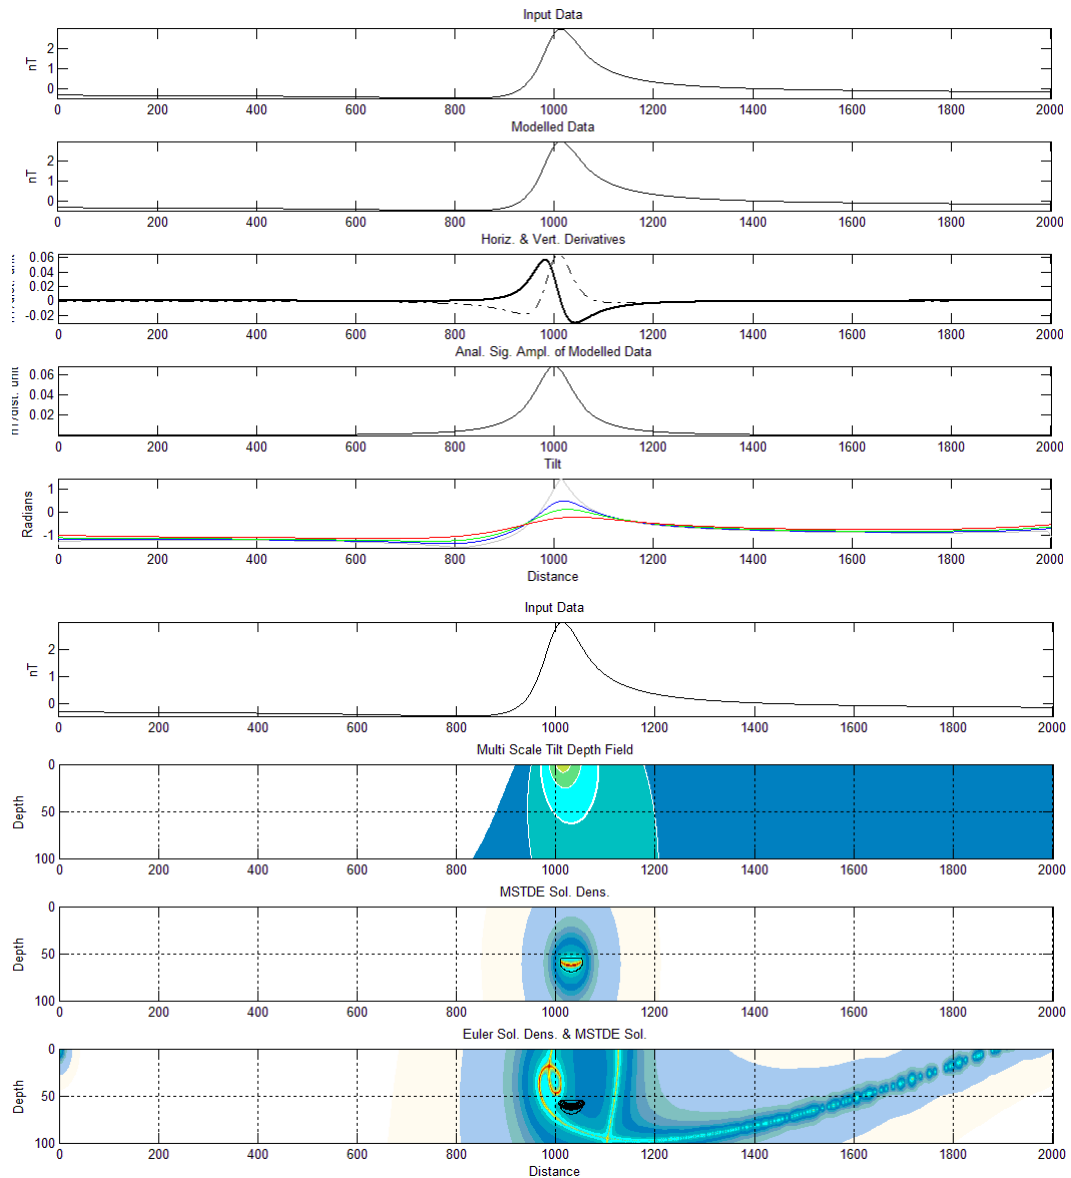 Input Data
nT
2
1
0
0 200 400 600 800 1000 1200 1400 1600 1800 2000
Modelled Data
nT
2
1
0
0 200 400 600 800 1000 1200 1400 1600 1800 2000
Horiz. & Vert. Derivatives
0.06
0.04
0.02
0
-0.02
0 200 400 600 800 1000 1200 1400 1600 1800 2000
Anal. Sig. Ampl. of Modelled Data
nT/dist. unit
0.06
0.04
0.02
0 200 400 600 800 1000 1200 1400 1600 1800 2000
Tilt
Radians
1
0
-1
0 200 400 600 800 1000 1200 1400 1600 1800 2000
Distance
Input Data
nT
2
1
0
0 200 400 600 800 1000 1200 1400 1600 1800 2000
Multi Scale Tilt Depth Field
Depth
0
50
100
0 200 400 600 800 1000 1200 1400 1600 1800 2000
MSTDE Sol. Dens.
Depth
0
50
100
0 200 400 600 800 1000 1200 1400 1600 1800 2000
Euler Sol. Dens. & MSTDE Sol.
Depth
0
50
100
0 200 400 600 800 1000 1200 1400 1600 1800 2000
Distance